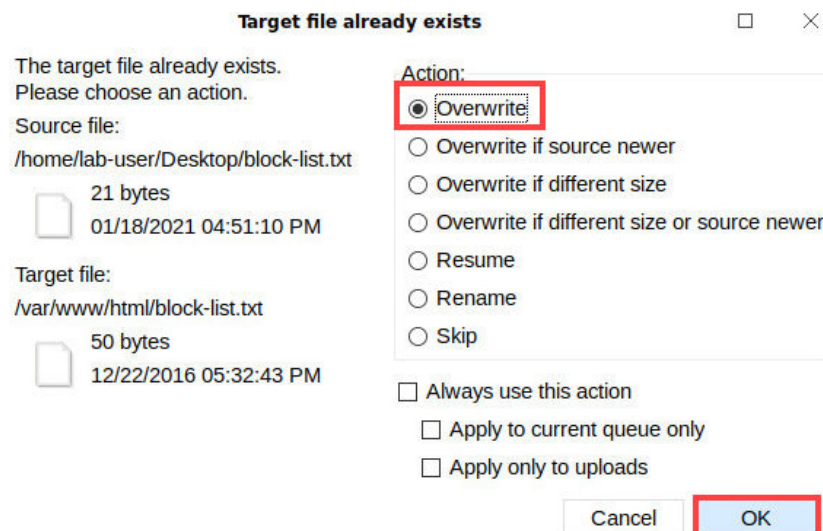 Target file already exists
The target file already exists.
Please choose an action.
Source file:
/home/lab-user/Desktop/block-list.txt
21 bytes
01/18/2021 04:51:10 PM
Target file:
/var/www/html/block-list.txt
50 bytes
12/22/2016 05:32:43 PM
Action:
Overwrite
Overwrite if source newer
Overwrite if different size
Overwrite if different size or source newer
Resume
Rename
Skip
Always use this action
Apply to current queue only
Apply only to uploads
Cancel
OK